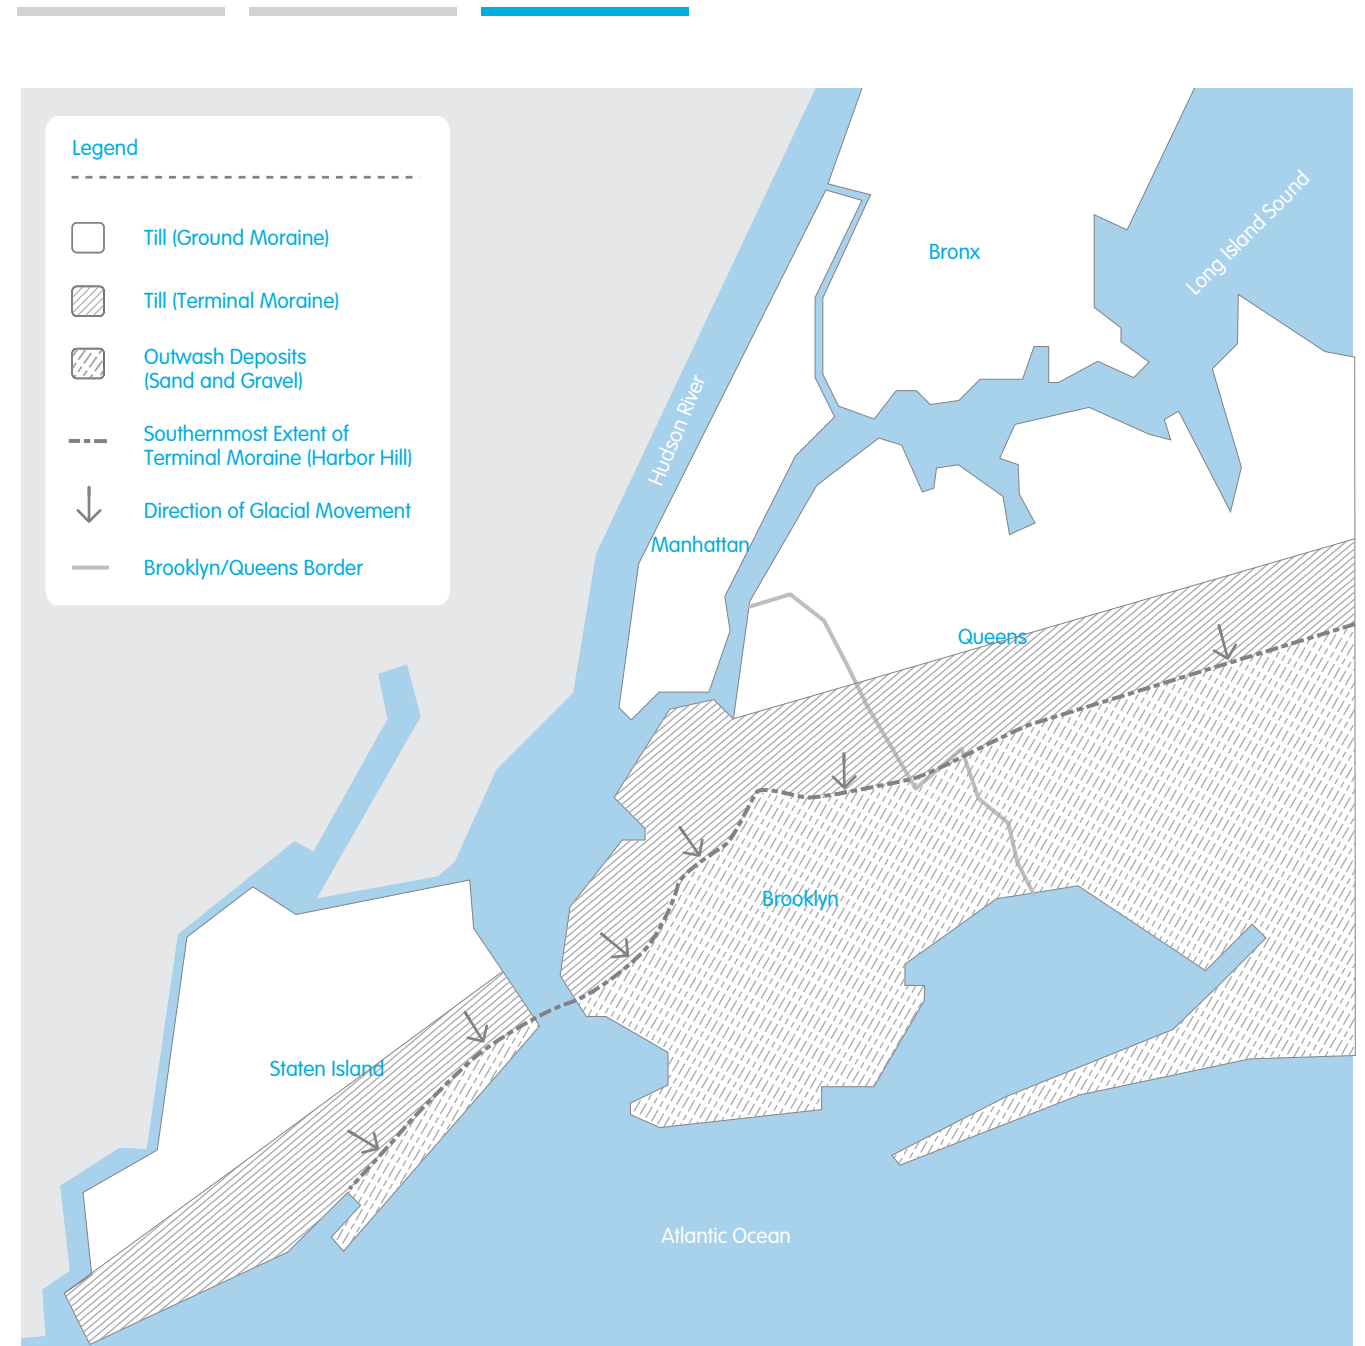 Legend
Till (Ground Moraine)
Till (Terminal Moraine)
Outwash Deposits
(Sand and Gravel)
Southernmost Extent of
Terminal Moraine (Harbor Hill)
Direction of Glacial Movement
Brooklyn/Queens Border
Bronx
Long Island Sound
Hudson River
Manhattan
Queens
Brooklyn
Staten Island
Atlantic Ocean